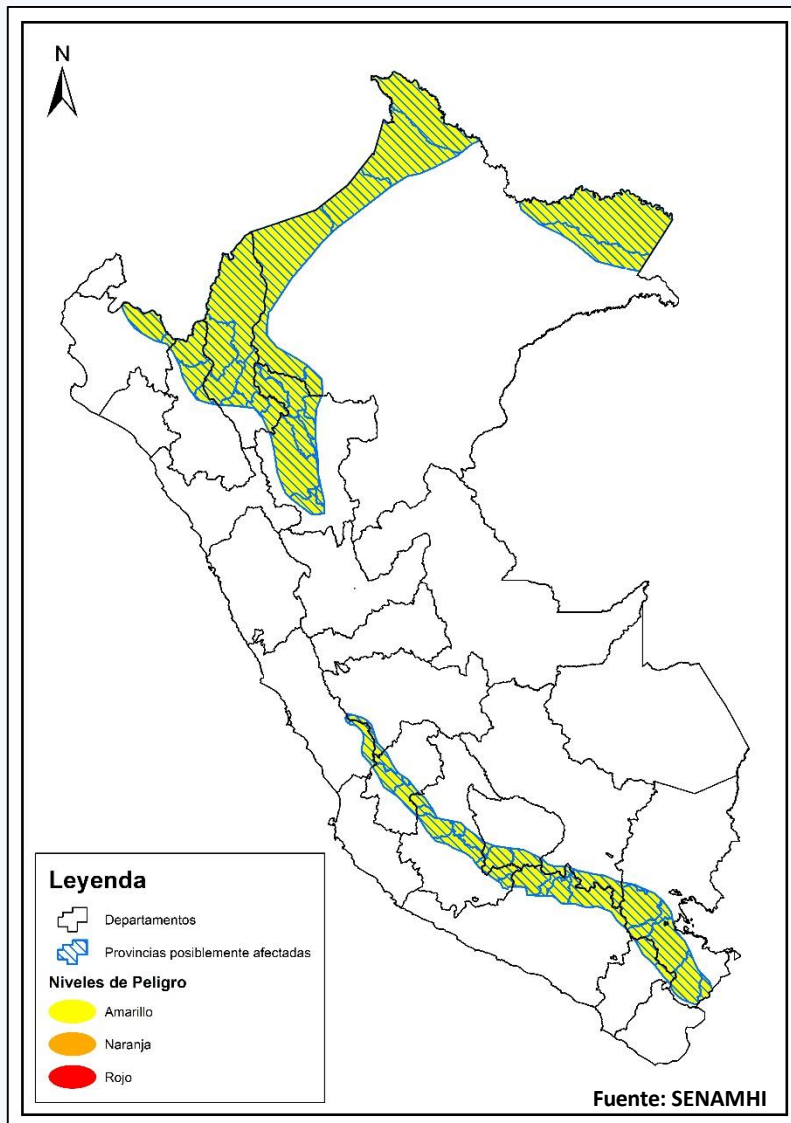 N
Leyenda
Departamentos
Provincias posiblemente afectadas
Niveles de Peligro
Amarillo
Naranja
Rojo
Fuente: SENAMHI